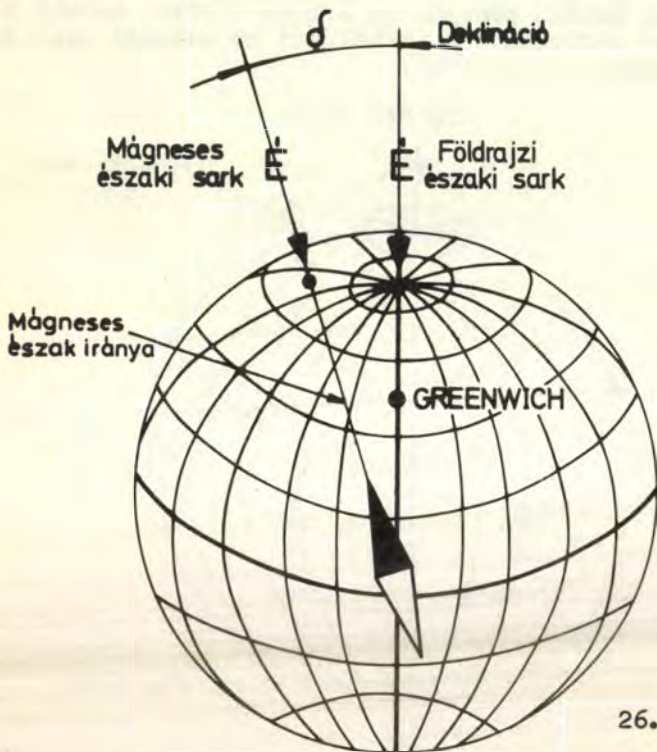 δ
Deklináció
Mágneses
északi sark
Földrajzi
északi sark
Mágneses
észak iránya
GREENWICH
26.